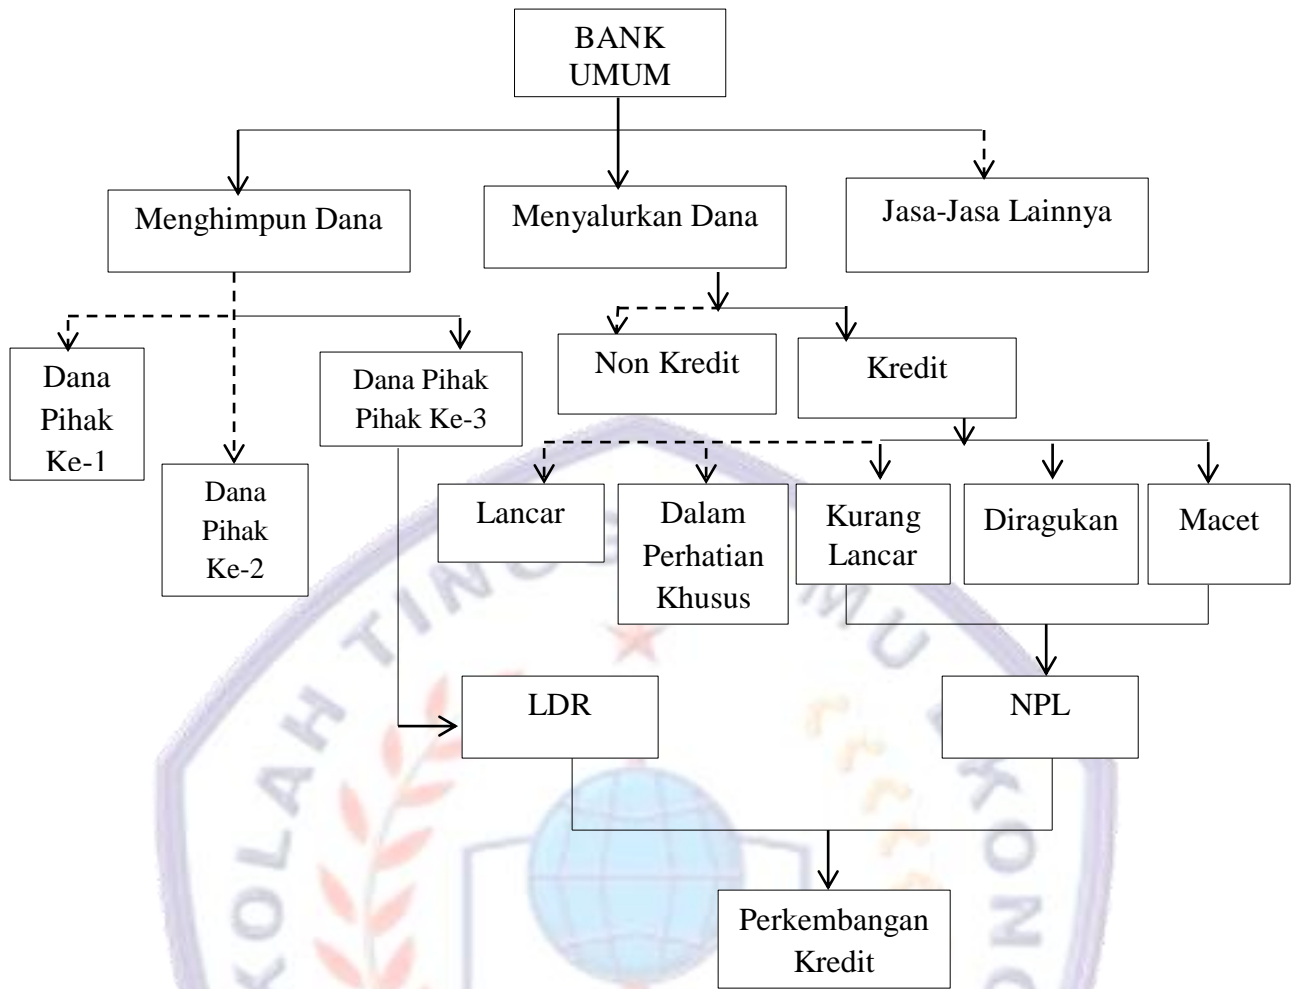 BANK
UMUM
Menghimpun Dana
Menyalurkan Dana
Jasa-Jasa Lainnya
Dana
Pihak
Ke-1
Dana
Pihak
Ke-2
Dana Pihak
Pihak Ke-3
Non Kredit
Kredit
Lancar
Dalam
Perhatian
Khusus
Kurang
Lancar
Diragukan
Macet
LDR
NPL
Perkembangan
Kredit